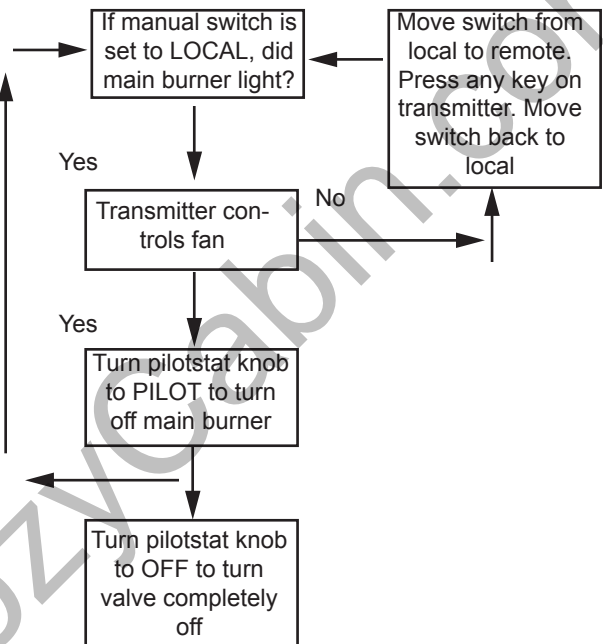 If manual switch is
set to LOCAL, did
main burner light?
Move switch from
local to remote.
Press any key on
transmitter. Move
switch back to
local
Yes
Transmitter con-
trols fan
No
Yes
Turn pilotstat knob
to PILOT to turn
off main burner
Turn pilotstat knob
to OFF to turn
valve completely
off
ozyCabin.co